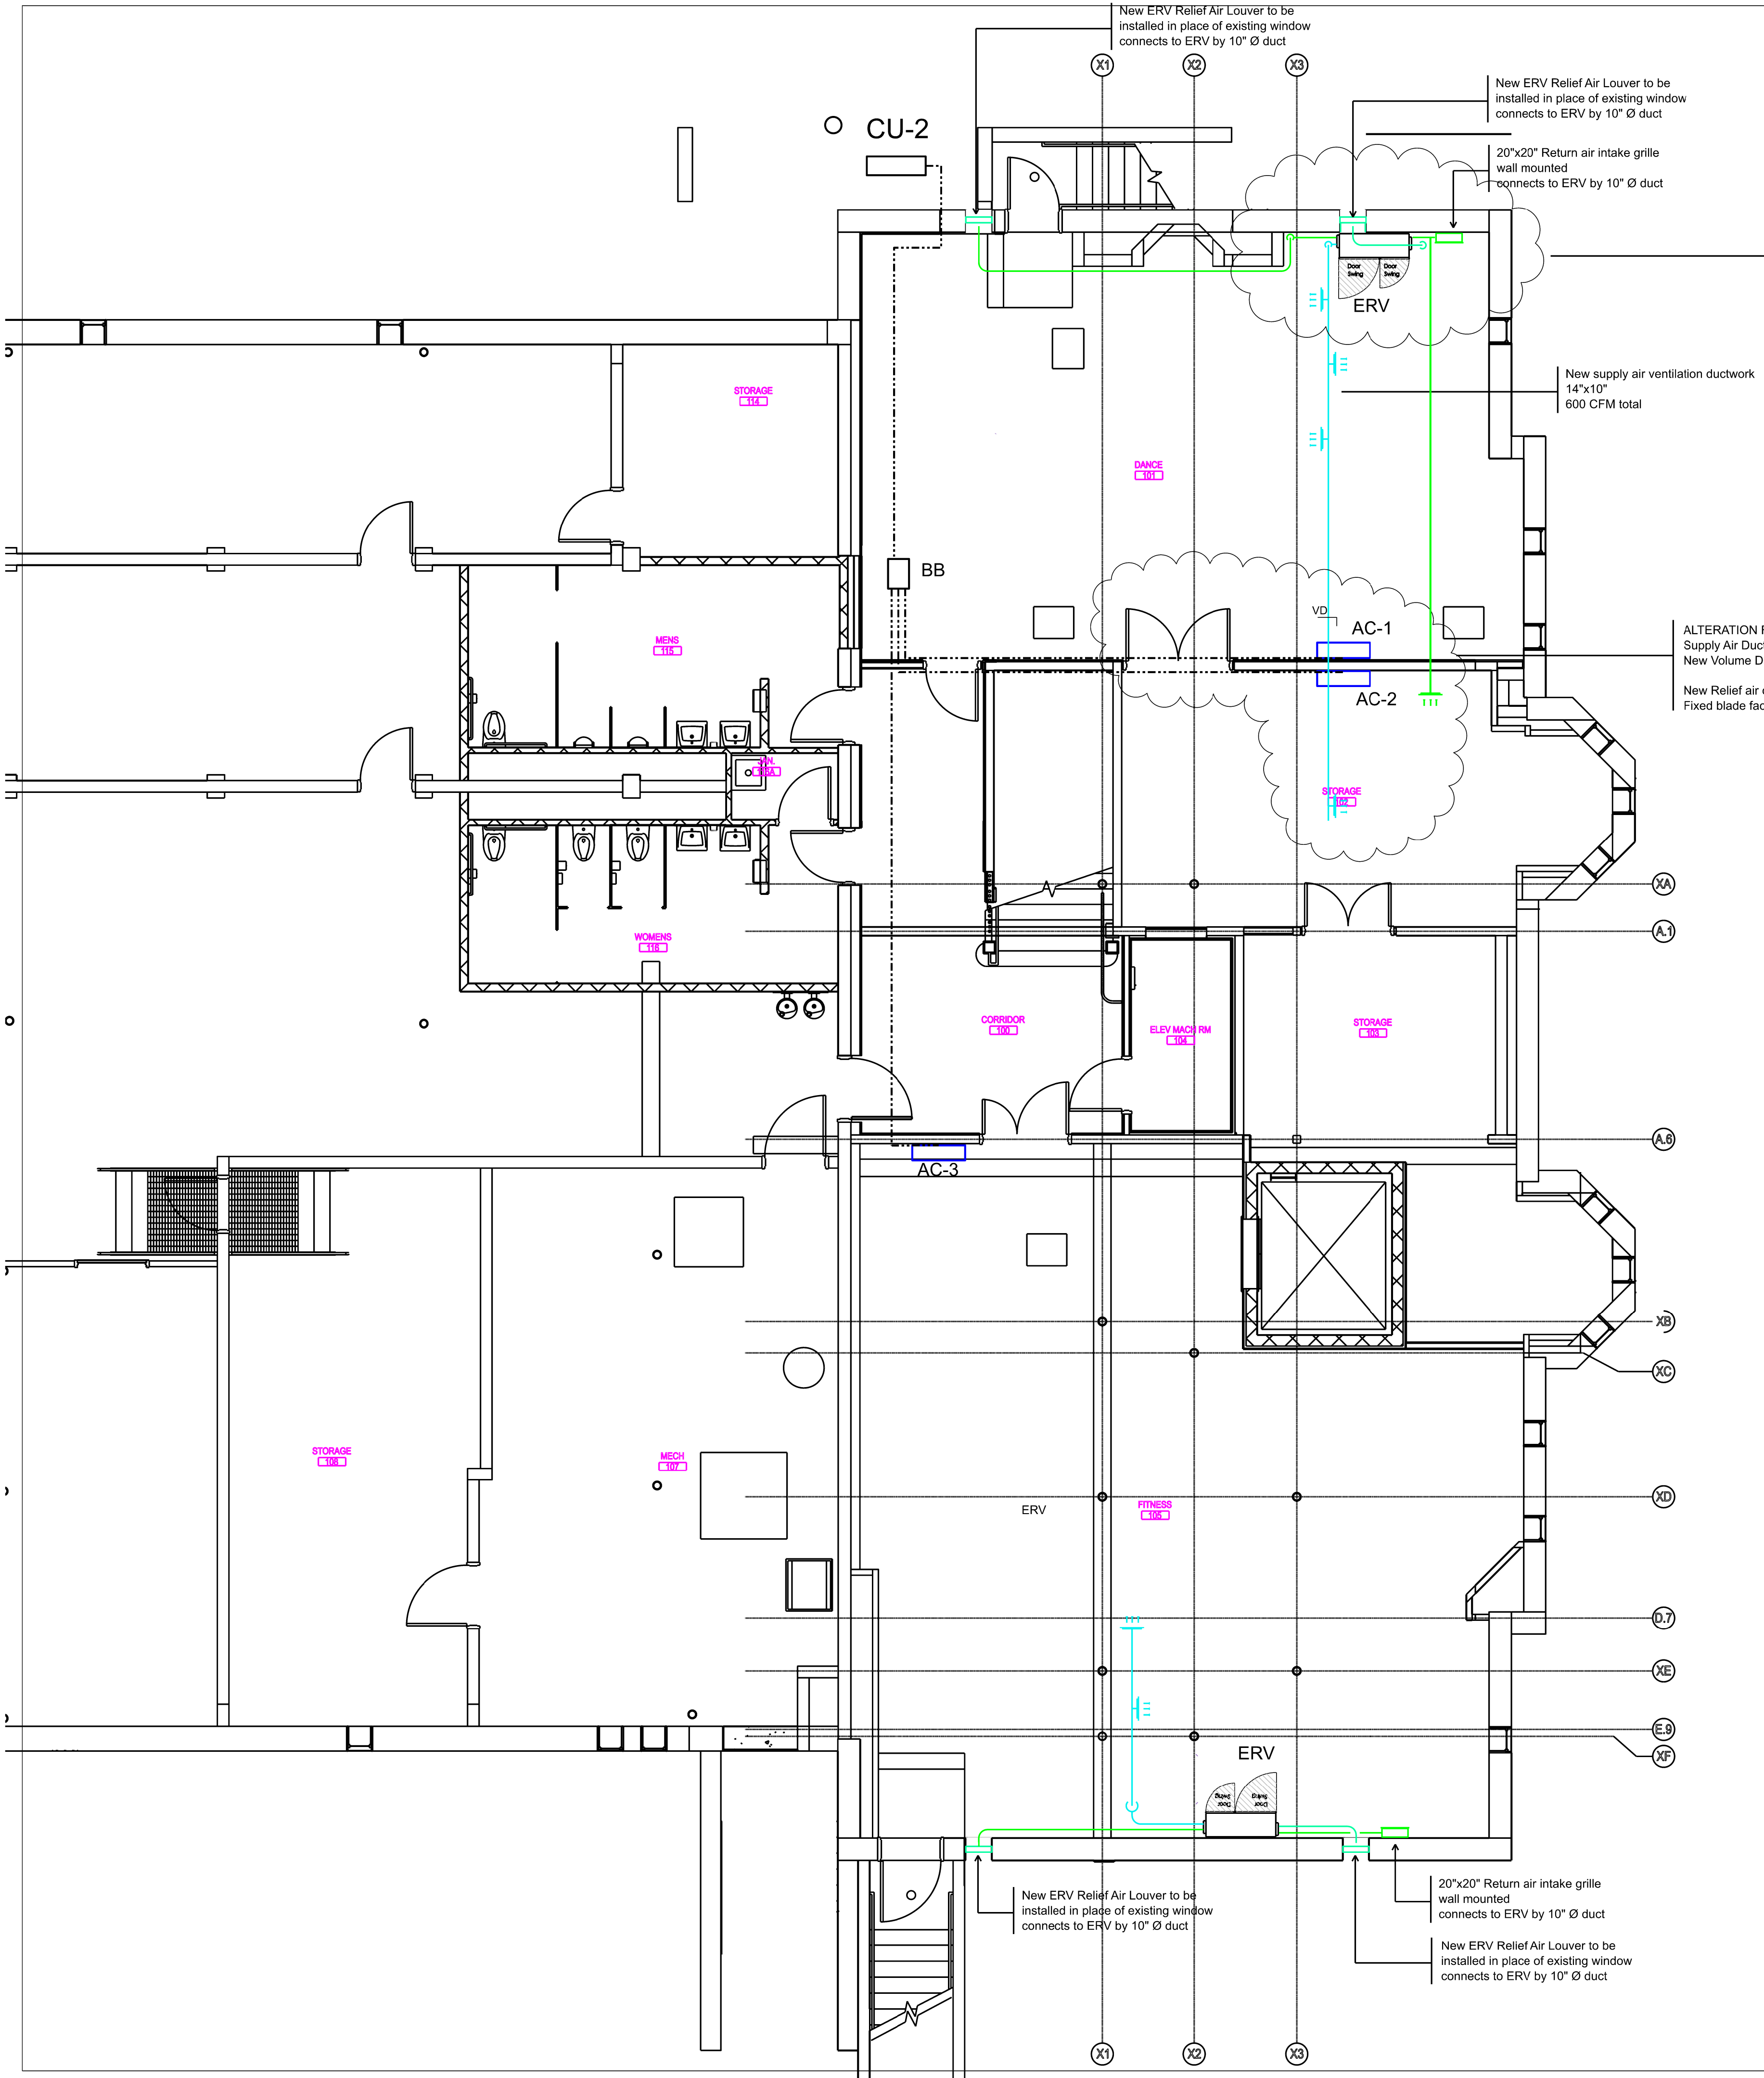 New ERV Relief Air Louver to be
installed in place of existing window
connects to ERV by 10" Ø duct
X1
X2
X3
New ERV Relief Air Louver to be
installed in place of existing window
connects to ERV by 10" Ø duct
CU-2
20"x20" Return air intake grille
wall mounted
connects to ERV by 10" Ø duct
Door
Swing
Door
Swing
ERV
New supply air ventilation ductwork
14"x10"
600 CFM total
STORAGE
114
DANCE
101
BB
VD
AC-1
MENS
115
ALTERATION
Supply Air Duct
New Volume D
New Relief air
Fixed blade fac
AC-2
JAN.
STORAGE
102
XA
A.1
WOMENS
116
CORRIDOR
100
ELEV MACH RM
104
STORAGE
103
A.6
AC-3
XB
XC
STORAGE
106
MECH
107
XD
ERV
FITNESS
105
D.7
XE
E.9
XF
ERV
Door
Swing
Door
Swing
New ERV Relief Air Louver to be
installed in place of existing window
connects to ERV by 10" Ø duct
20"x20" Return air intake grille
wall mounted
connects to ERV by 10" Ø duct
New ERV Relief Air Louver to be
installed in place of existing window
connects to ERV by 10" Ø duct
X1
X2
X3